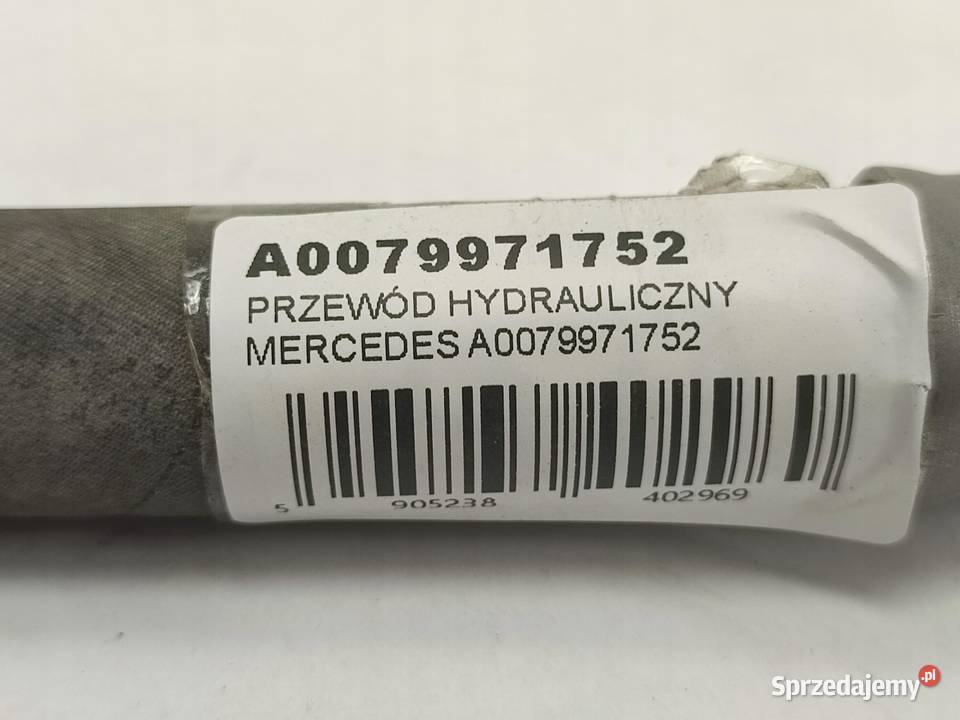 A0079971752
PRZEWÓD HYDRAULICZNY
MERCEDES A0079971752
5 905238 402969
Sprzedajemy.pl